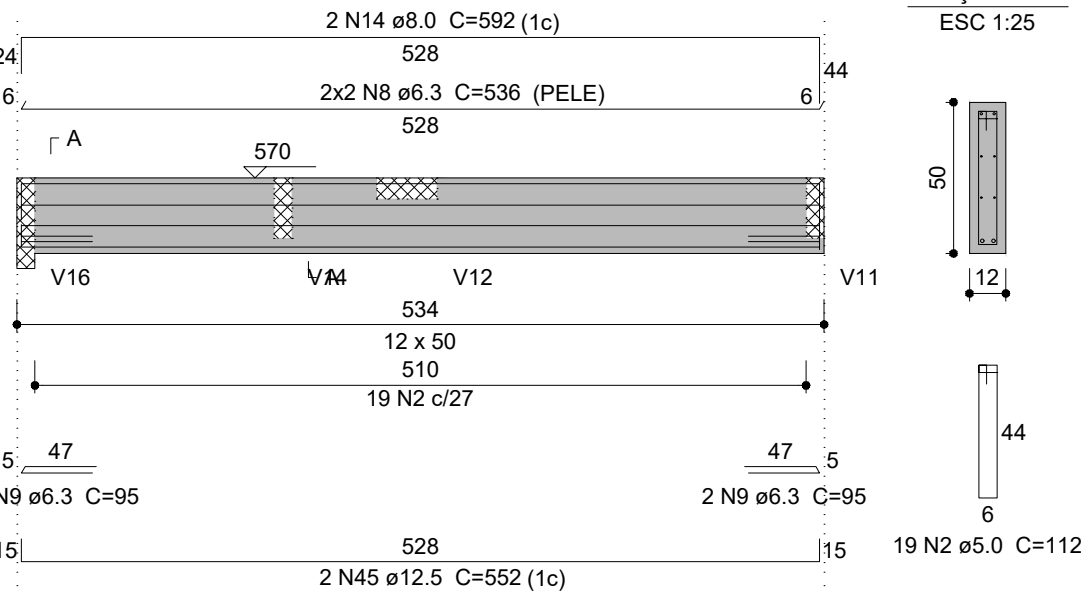 2 N14 ø8.0 C=592 (1c)
ESC 1:25
528
24
44
6
2x2 N8 ø6.3 C=536 (PELE)
6
528
A
570
50
V16
V14
A
V12
V11
12
534
12 x 50
510
19 N2 c/27
47
5
47
5
44
N9 ø6.3 C=95
2 N9 ø6.3 C=95
6
15
528
15
19 N2 ø5.0 C=112
2 N45 ø12.5 C=552 (1c)